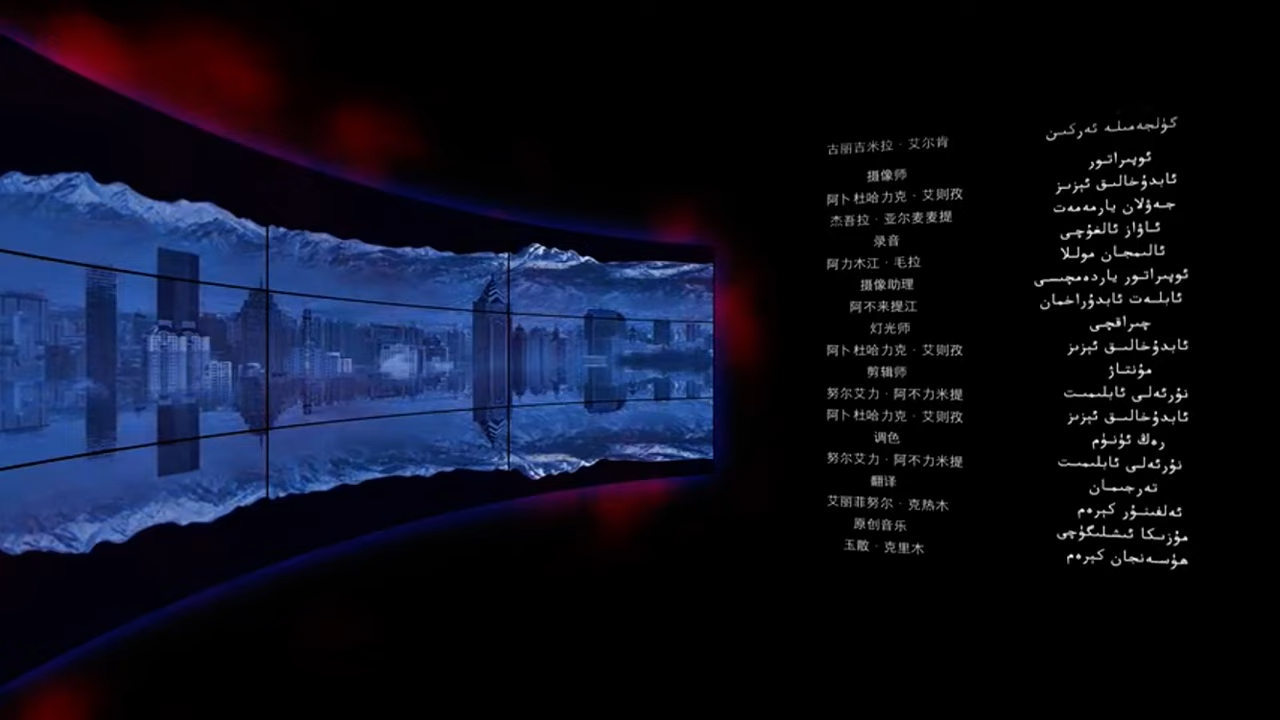 古丽吉米拉 · 艾尔肯
摄像师
阿卜杜哈力克 · 艾则孜
杰吾拉 · 亚尔麦麦提
录音
阿力木江 · 毛拉
摄像助理
阿不来提江
灯光师
阿卜杜哈力克 · 艾则孜
剪辑师
努尔艾力 · 阿不力米提
阿卜杜哈力克 · 艾则孜
调色
努尔艾力 · 阿不力米提
翻译
艾丽菲努尔 · 克热木
原创音乐
玉散 · 克里木
گۈلجەمىلە ئەركىن
ئوپىراتور
ئابدۇخالىق ئېزىز
جەۋلان يارمەمەت
ئاۋاز ئالغۇچى
ئالىمجان موللا
ئوپىراتور ياردەمچىسى
ئابلەت ئابدۇراخمان
چىراقچى
ئابدۇخالىق ئېزىز
مۇنتاژ
نۇرئەلى ئابلىمىت
ئابدۇخالىق ئېزىز
رەڭ ئۇنۇم
نۇرئەلى ئابلىمىت
تەرجىمان
ئەلفىنۇر كېرەم
مۇزىكا ئىشلىگۈچى
ھۈسەنجان كېرەم